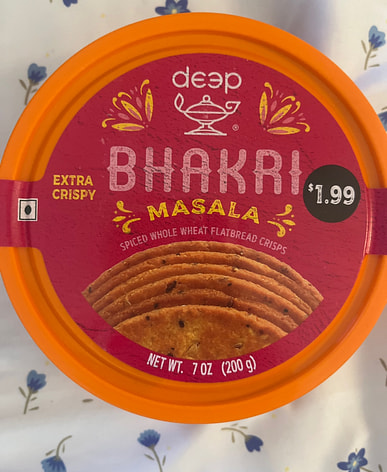 deep
®
BHAKRI
EXTRA
CRISPY
$1.99
MASALA
SPICED WHOLE WHEAT FLATBREAD CRISPS
NET WT. 7 OZ (200 g)